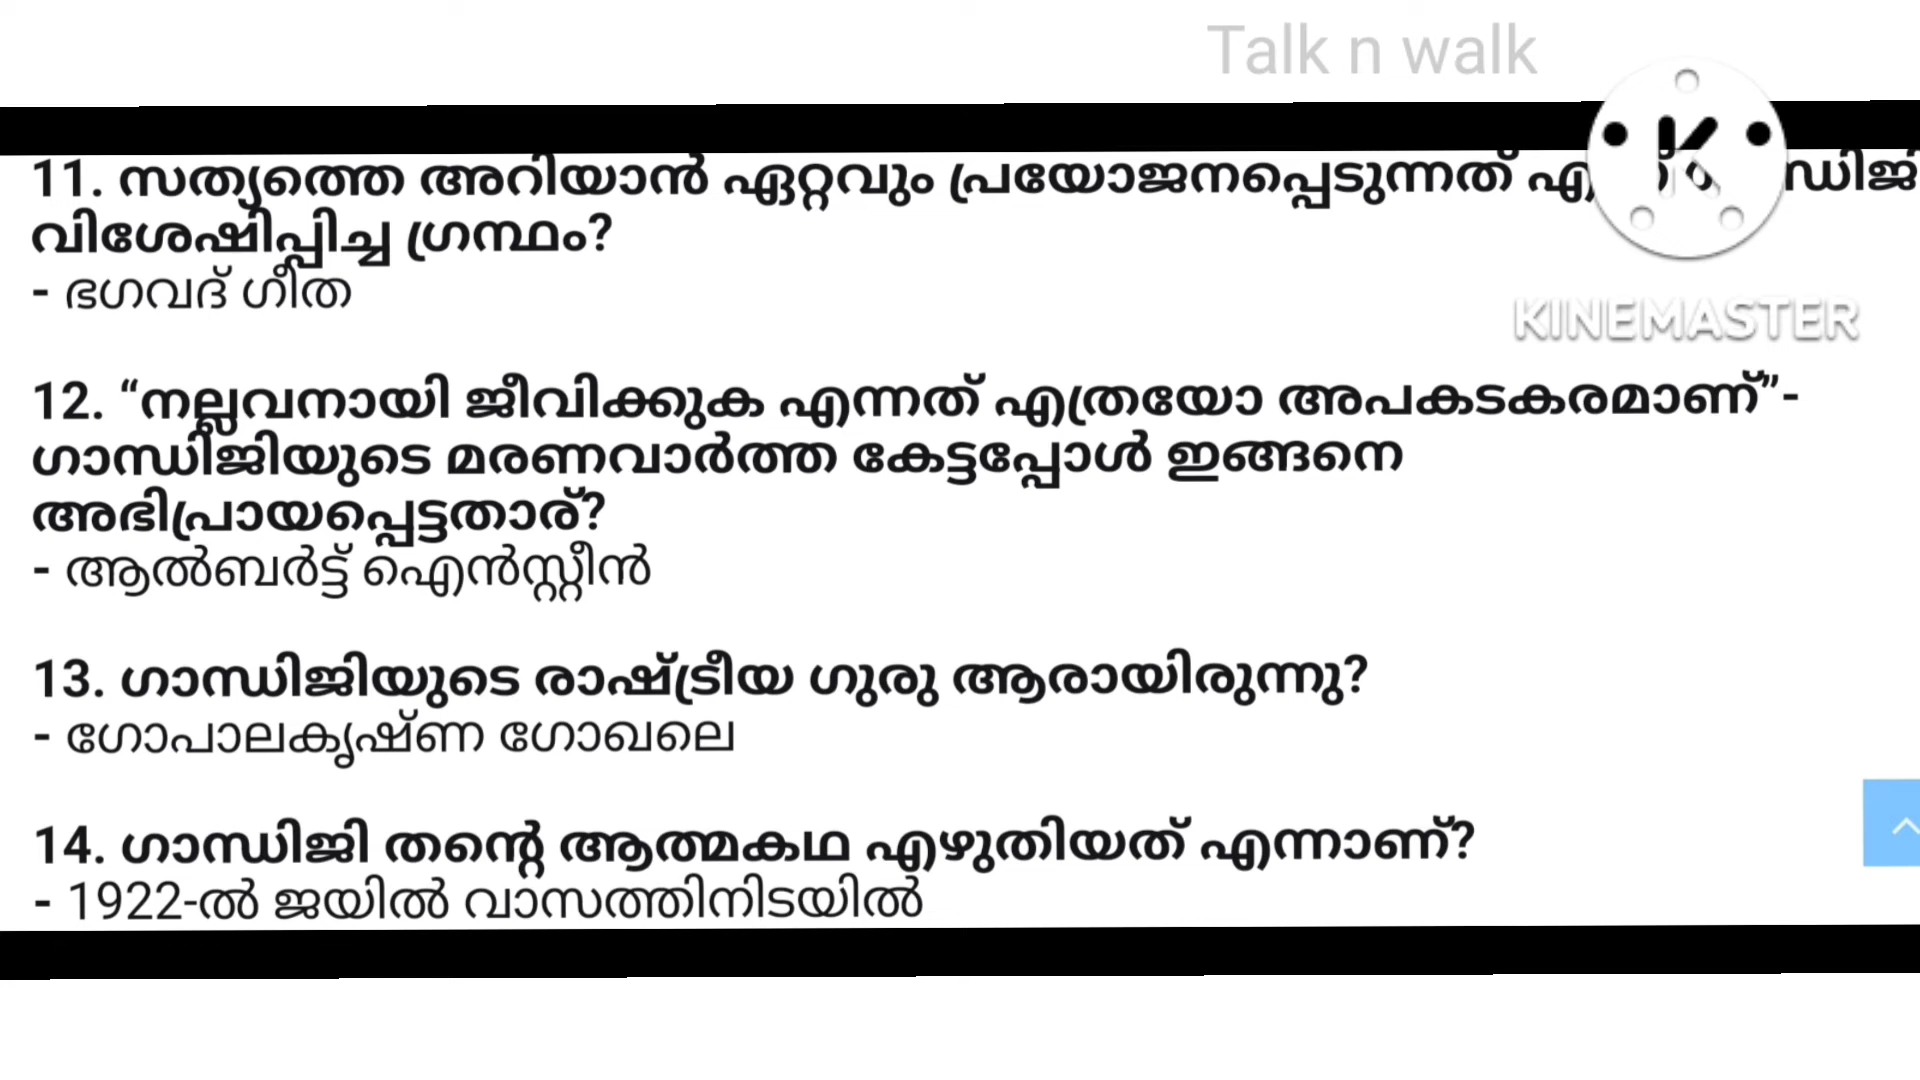 Talk n walk
11. സത്യത്തെ അറിയാൻ ഏറ്റവും പ്രയോജനപ്പെടുന്നത്
വിശേഷിപ്പിച്ച ഗ്രന്ഥം?
- ഭഗവദ് ഗീത
KINEMASTER
12. “നല്ലവനായി ജീവിക്കുക എന്നത് എത്രയോ അപകടകരമാണ്”-
ഗാന്ധിജിയുടെ മരണവാർത്ത കേട്ടപ്പോൾ ഇങ്ങനെ
അഭിപ്രായപ്പെട്ടതാര്?
- ആൽബർട്ട് ഐൻസ്റ്റീൻ
13. ഗാന്ധിജിയുടെ രാഷ്ട്രീയ ഗുരു ആരായിരുന്നു?
- ഗോപാലകൃഷ്ണ ഗോഖലെ
14. ഗാന്ധിജി തന്റെ ആത്മകഥ എഴുതിയത് എന്നാണ്?
- 1922-ൽ ജയിൽ വാസത്തിനിടയിൽ